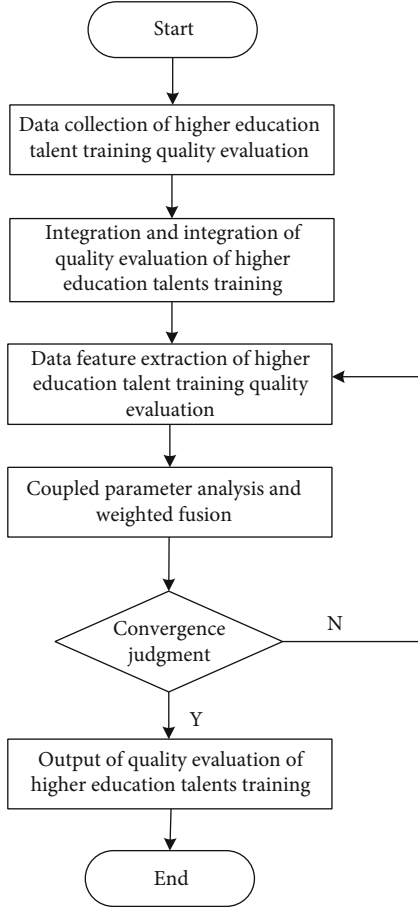 Start
Data collection of higher education
talent training quality evaluation
Integration and integration of
quality evaluation of higher
education talents training
Data feature extraction of higher
education talent training quality
evaluation
Coupled parameter analysis and
weighted fusion
Convergence
judgment
N
Y
Output of quality evaluation of
higher education talents training
End